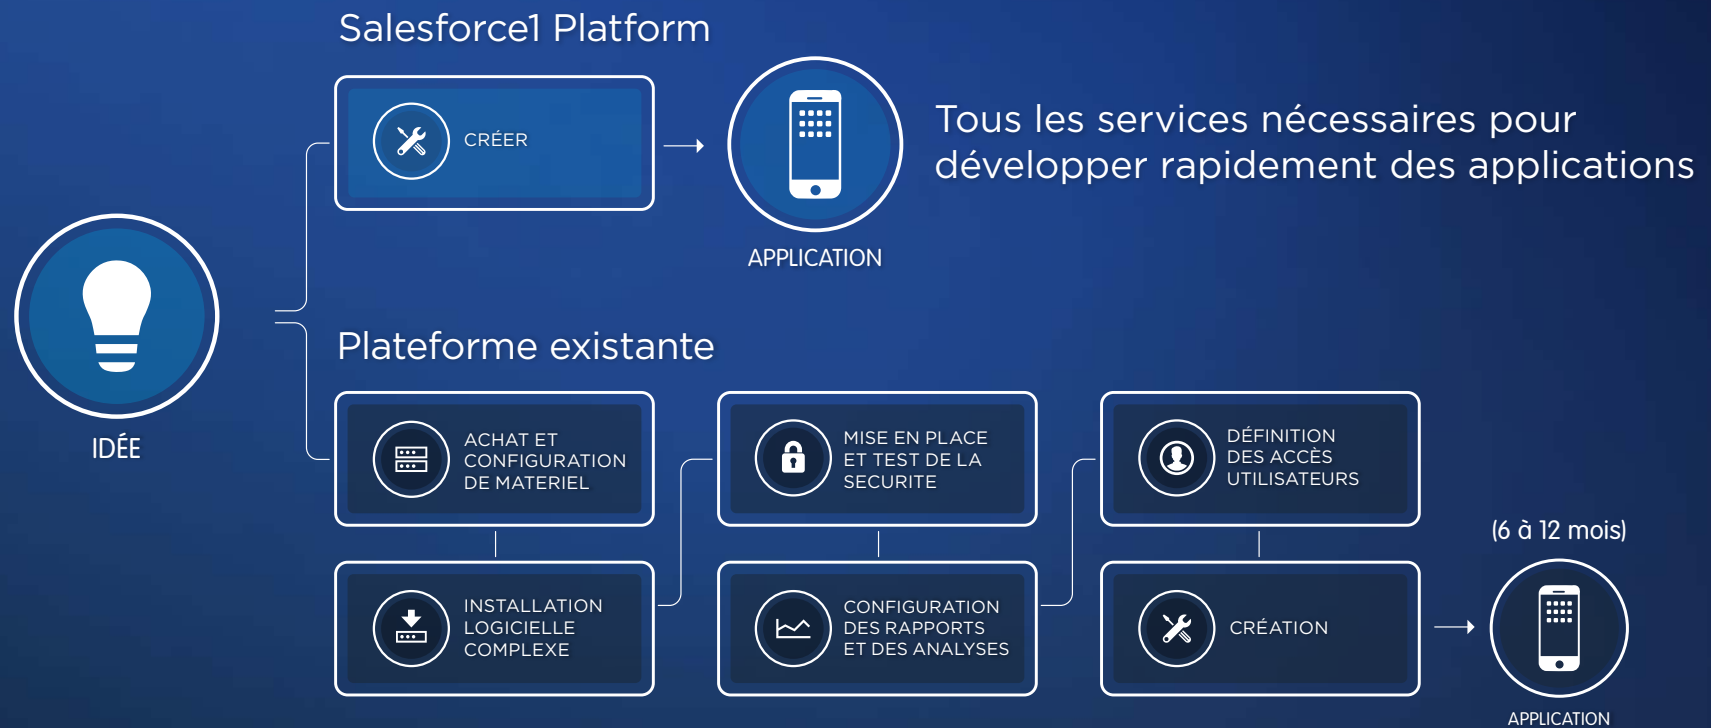 Salesforce1 Platform
CRÉER
APPLICATION
Tous les services nécessaires pour
développer rapidement des applications
IDÉE
Plateforme existante
ACHAT ET
CONFIGURATION
DE MATERIEL
INSTALLATION
LOGICIELLE
COMPLEXE
MISE EN PLACE
ET TEST DE LA
SECURITE
CONFIGURATION
DES RAPPORTS
ET DES ANALYSES
DÉFINITION
DES ACCÈS
UTILISATEURS
CRÉATION
(6 à 12 mois)
APPLICATION